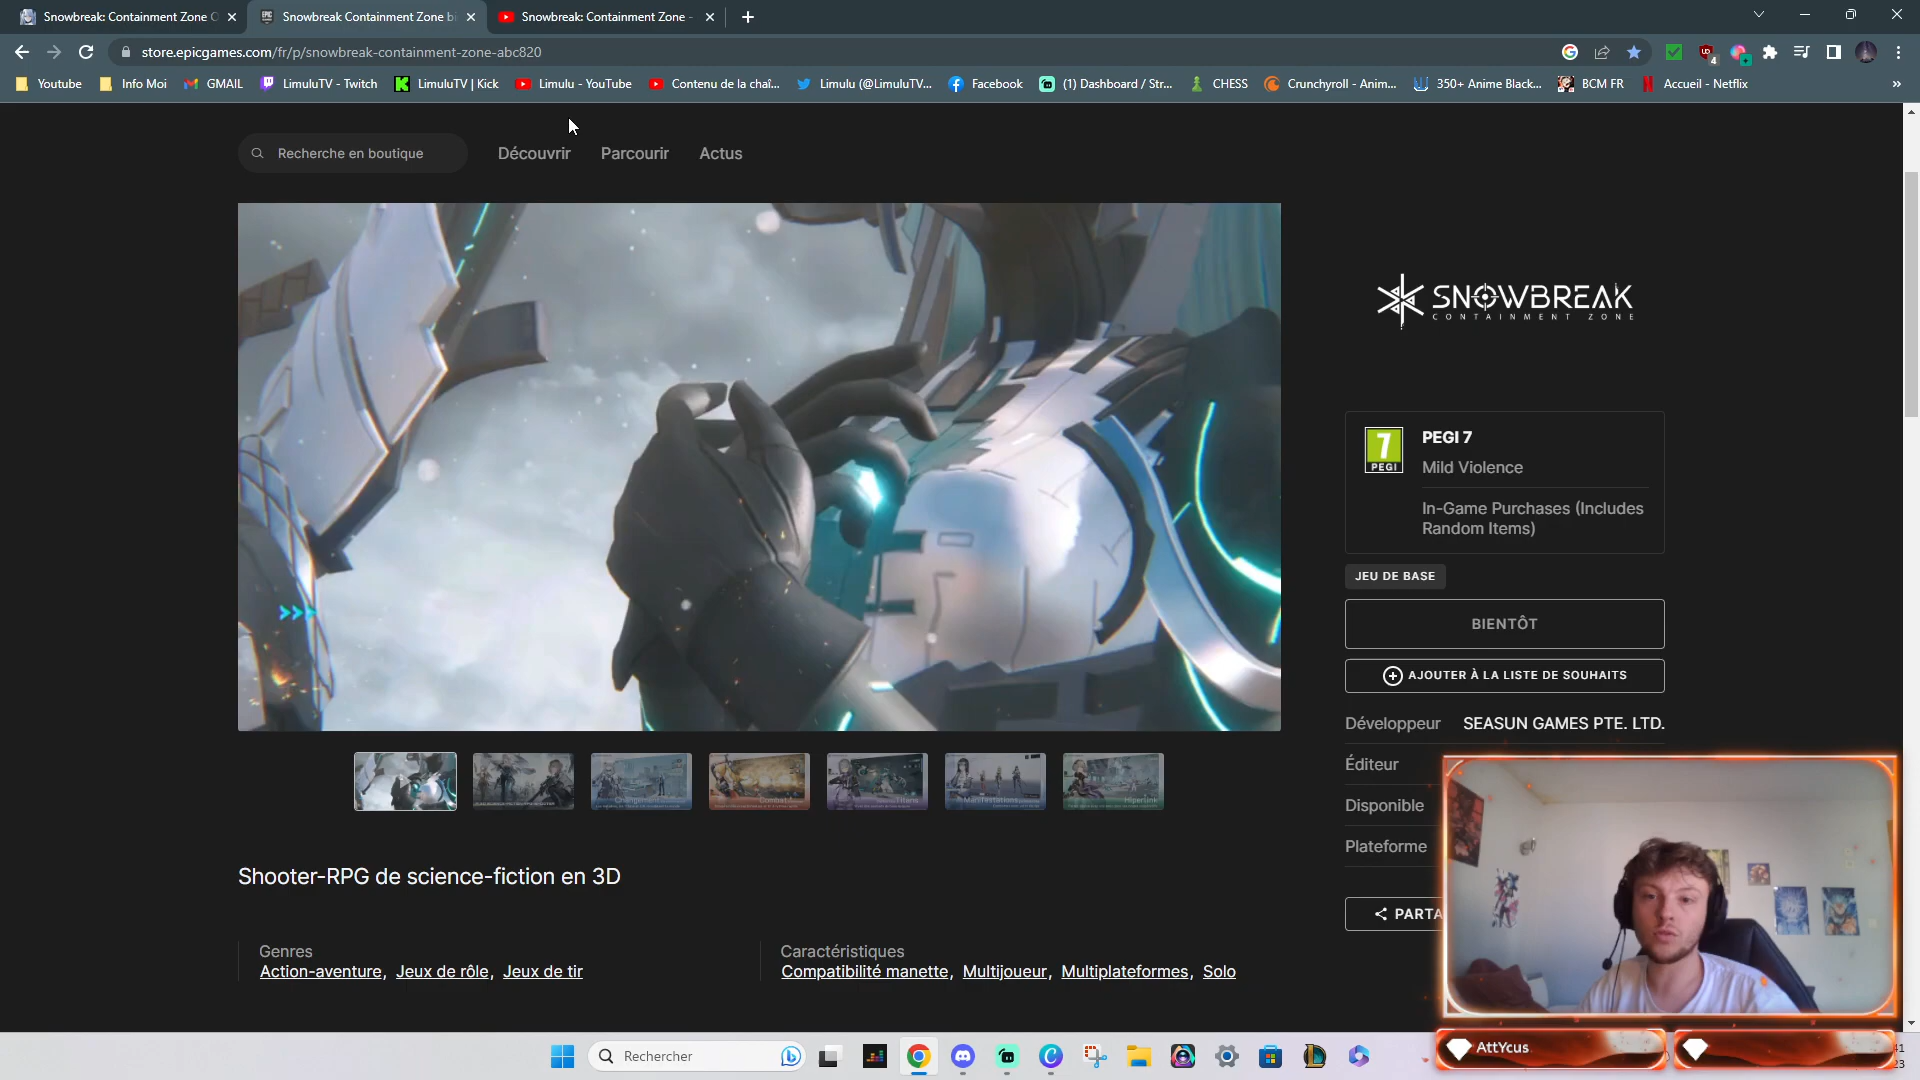 Snowbreak: Containment Zone O
Snowbreak Containment Zone bi
Snowbreak: Containment Zone -
store.epicgames.com/fr/p/snowbreak-containment-zone-abc820
Youtube
Info Moi
GMAIL
LimuluTV - Twitch
LimuluTV | Kick
Limulu - YouTube
Contenu de la chaî...
Limulu (@LimuluTV...
Facebook
(1) Dashboard / Str...
CHESS
Crunchyroll - Anim...
350+ Anime Black...
BCM FR
Accueil - Netflix
»
Recherche en boutique
Découvrir
Parcourir
Actus
SNOWBREAK
CONTAINMENT ZONE
7
PEGI
PEGI 7
Mild Violence
In-Game Purchases (Includes
Random Items)
JEU DE BASE
BIENTÔT
AJOUTER À LA LISTE DE SOUHAITS
Développeur SEASUN GAMES PTE. LTD.
Éditeur
Disponible
Plateforme
PARTA
Shooter-RPG de science-fiction en 3D
Genres
Action-aventure, Jeux de rôle, Jeux de tir
Caractéristiques
Compatibilité manette, Multijoueur, Multiplateformes, Solo
Rechercher
AttYcus
41
23